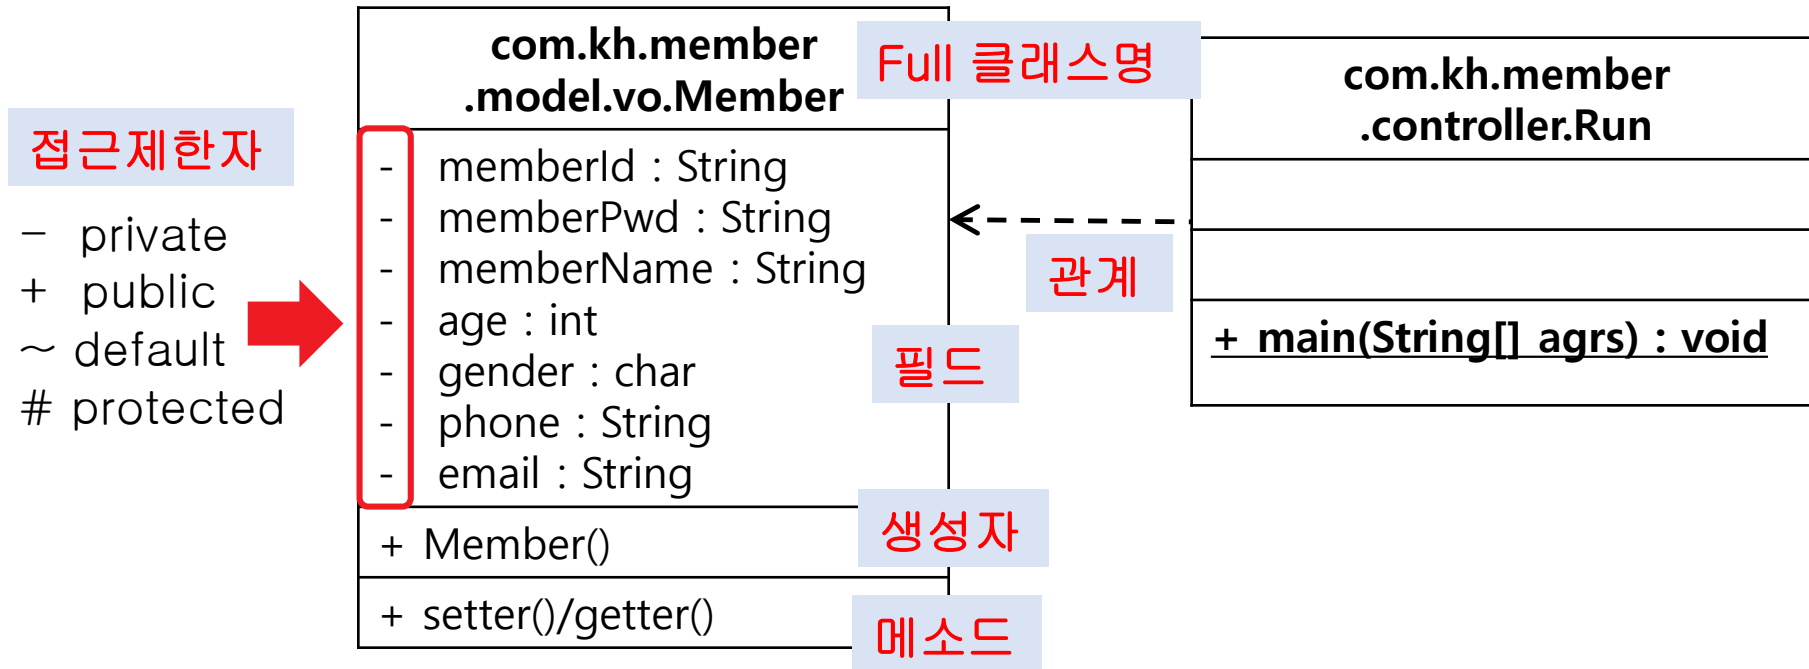 접근제한자
− private
+ public
~ default
# protected
com.kh.member
.model.vo.Member
Full 클래스명
- memberId : String
- memberPwd : String
- memberName : String
- age : int
- gender : char
- phone : String
- email : String
필드
+ Member()
생성자
+ setter()/getter()
메소드
관계
com.kh.member
.controller.Run
+ main(String[] agrs) : void